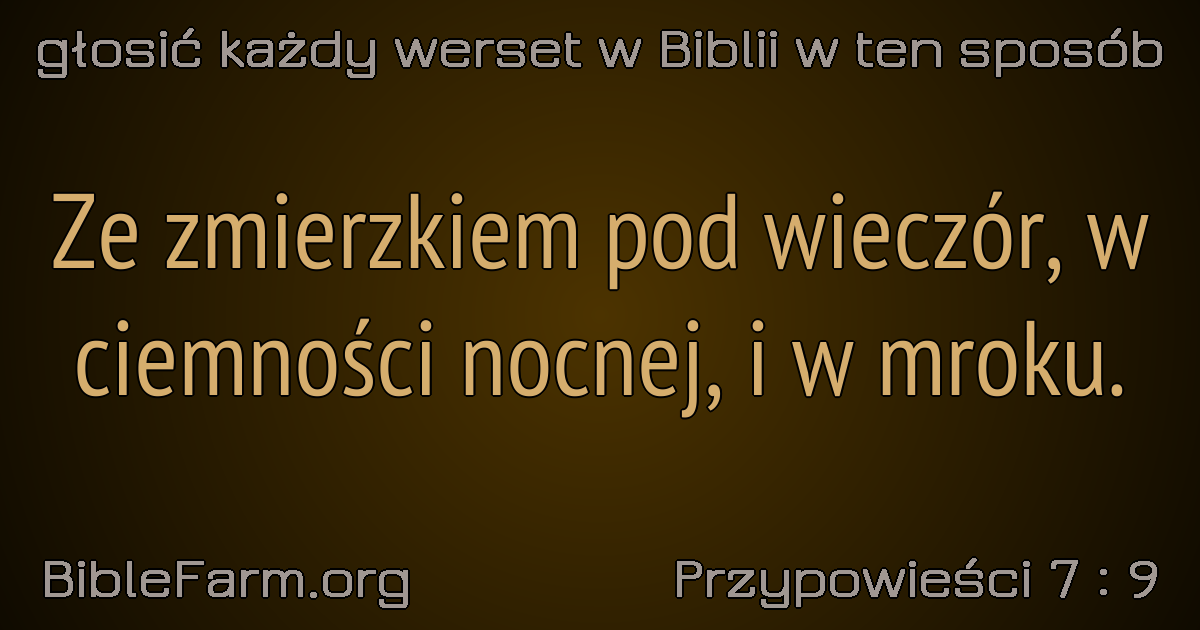 głosić każdy werset w Biblii w ten sposób
Ze zmierzkiem pod wieczór, w
ciemności nocnej, i w mroku.
BibleFarm.org
Przypowieści 7 : 9